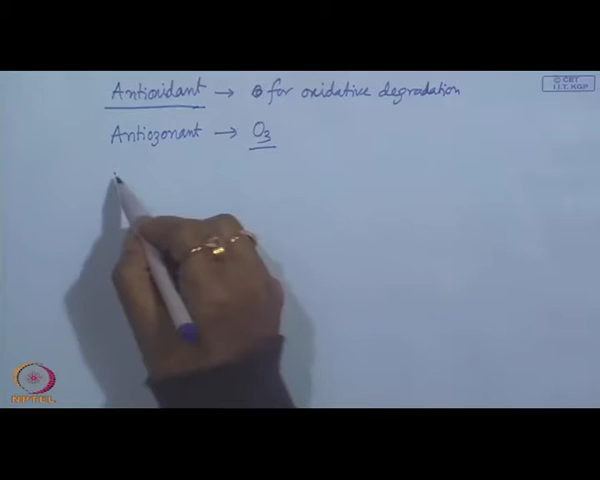 Antioxidant → for oxidative degradation
© CET
I.I.T. KGP
Antiozonant → O₃
NPTEL